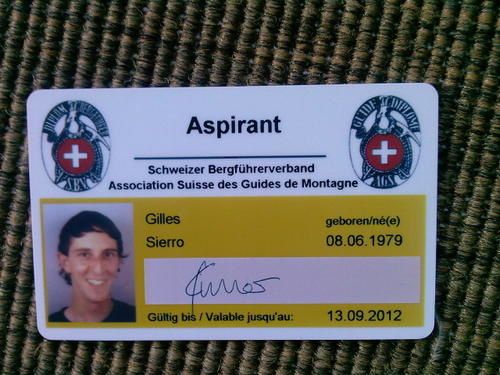 Aspirant
Schweizer Bergführerverband
Association Suisse des Guides de Montagne
Gilles
geboren/né(e)
Sierro
08.06.1979
Gültig bis / Valable jusqu'au:
13.09.2012